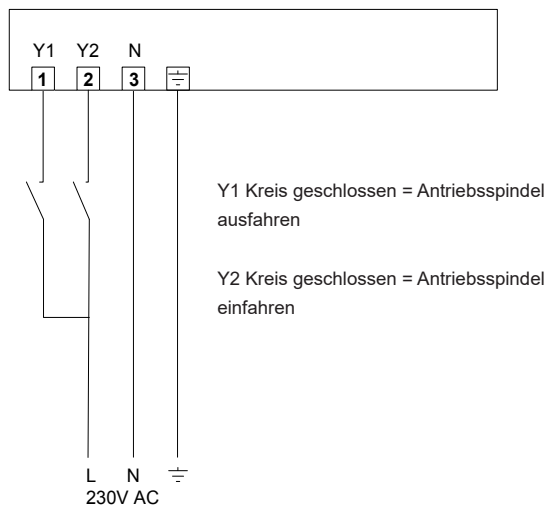 Y1 Y2 N
1 2 3
Y1 Kreis geschlossen = Antriebsspindel
ausfahren
Y2 Kreis geschlossen = Antriebsspindel
einfahren
L N
230V AC